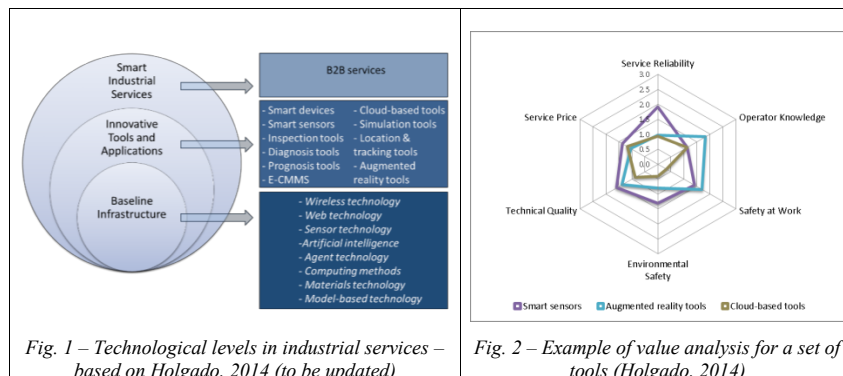 Smart
Industrial
Services
Innovative
Tools and
Applications
Baseline
Infrastructure
B2B services
- Smart devices
- Smart sensors
- Inspection tools
- Diagnosis tools
- Prognosis tools
- E-CMMS
- Cloud-based tools
- Simulation tools
- Location &
tracking tools
- Augmented
reality tools
- Wireless technology
- Web technology
- Sensor technology
-Artificial intelligence
- Agent technology
- Computing methods
- Materials technology
- Model-based technology
Fig. 1 – Technological levels in industrial services –
based on Holgado, 2014 (to be updated)
Service Reliability
3.0
2.5
2.0
1.5
1.0
0.5
0.0
Operator Knowledge
Safety at Work
Environmental
Safety
Technical Quality
Service Price
Smart sensors
Augmented reality tools
Cloud-based tools
Fig. 2 – Example of value analysis for a set of
tools (Holgado, 2014)